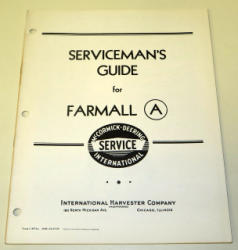 SERVICEMAN'S
GUIDE
for
FARMALL A
McCORMICK-DEERING
SERVICE
INTERNATIONAL
INTERNATIONAL HARVESTER COMPANY
180 NORTH MICHIGAN AVE. CHICAGO, ILLINOIS